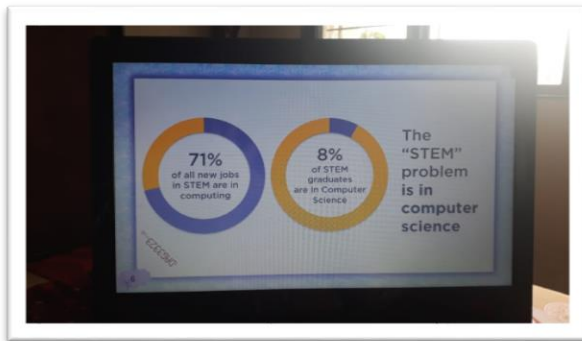 71%
of all new jobs
in STEM are in
computing
8%
of STEM
graduates
are in Computer
Science
The
“STEM”
problem
is in
computer
science